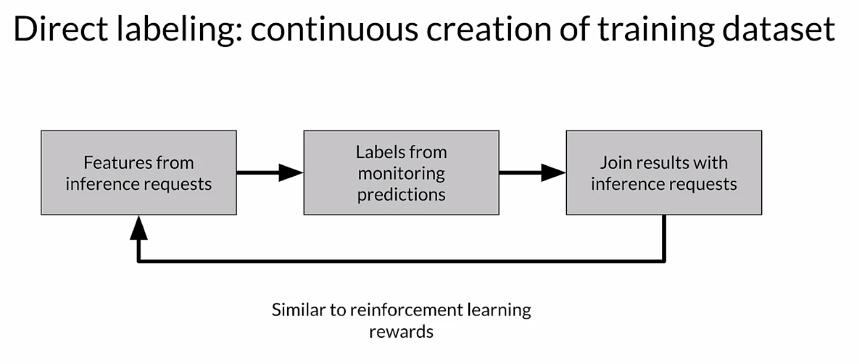 Direct labeling: continuous creation of training dataset
Features from
inference requests
Labels from
monitoring
predictions
Join results with
inference requests
Similar to reinforcement learning
rewards